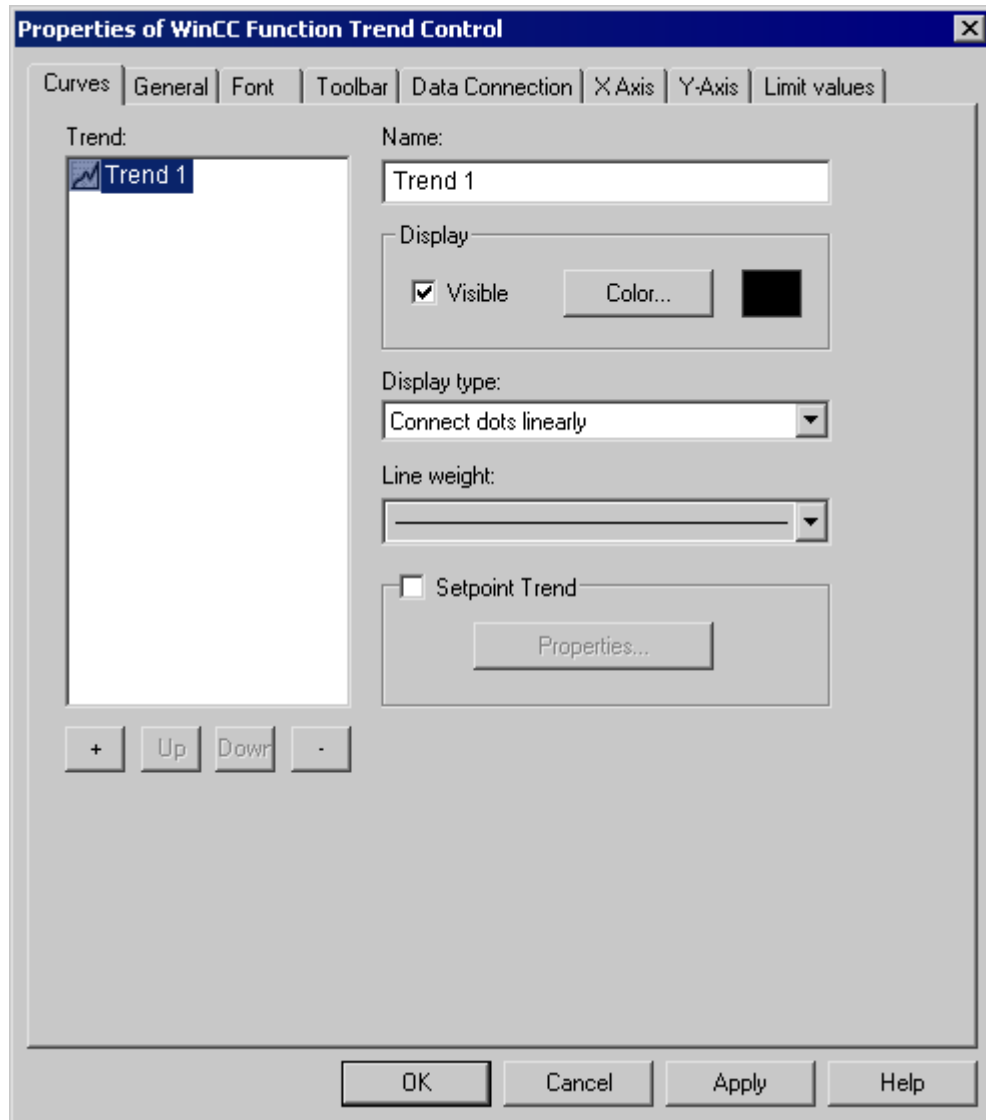 Properties of WinCC Function Trend Control
Curves General Font Toolbar Data Connection X Axis Y-Axis Limit values
Trend:
Trend 1
Name:
Trend 1
Display
Visible
Color...
Display type:
Connect dots linearly
Line weight:
Setpoint Trend
Properties...
+ Up Down -
OK Cancel Apply Help